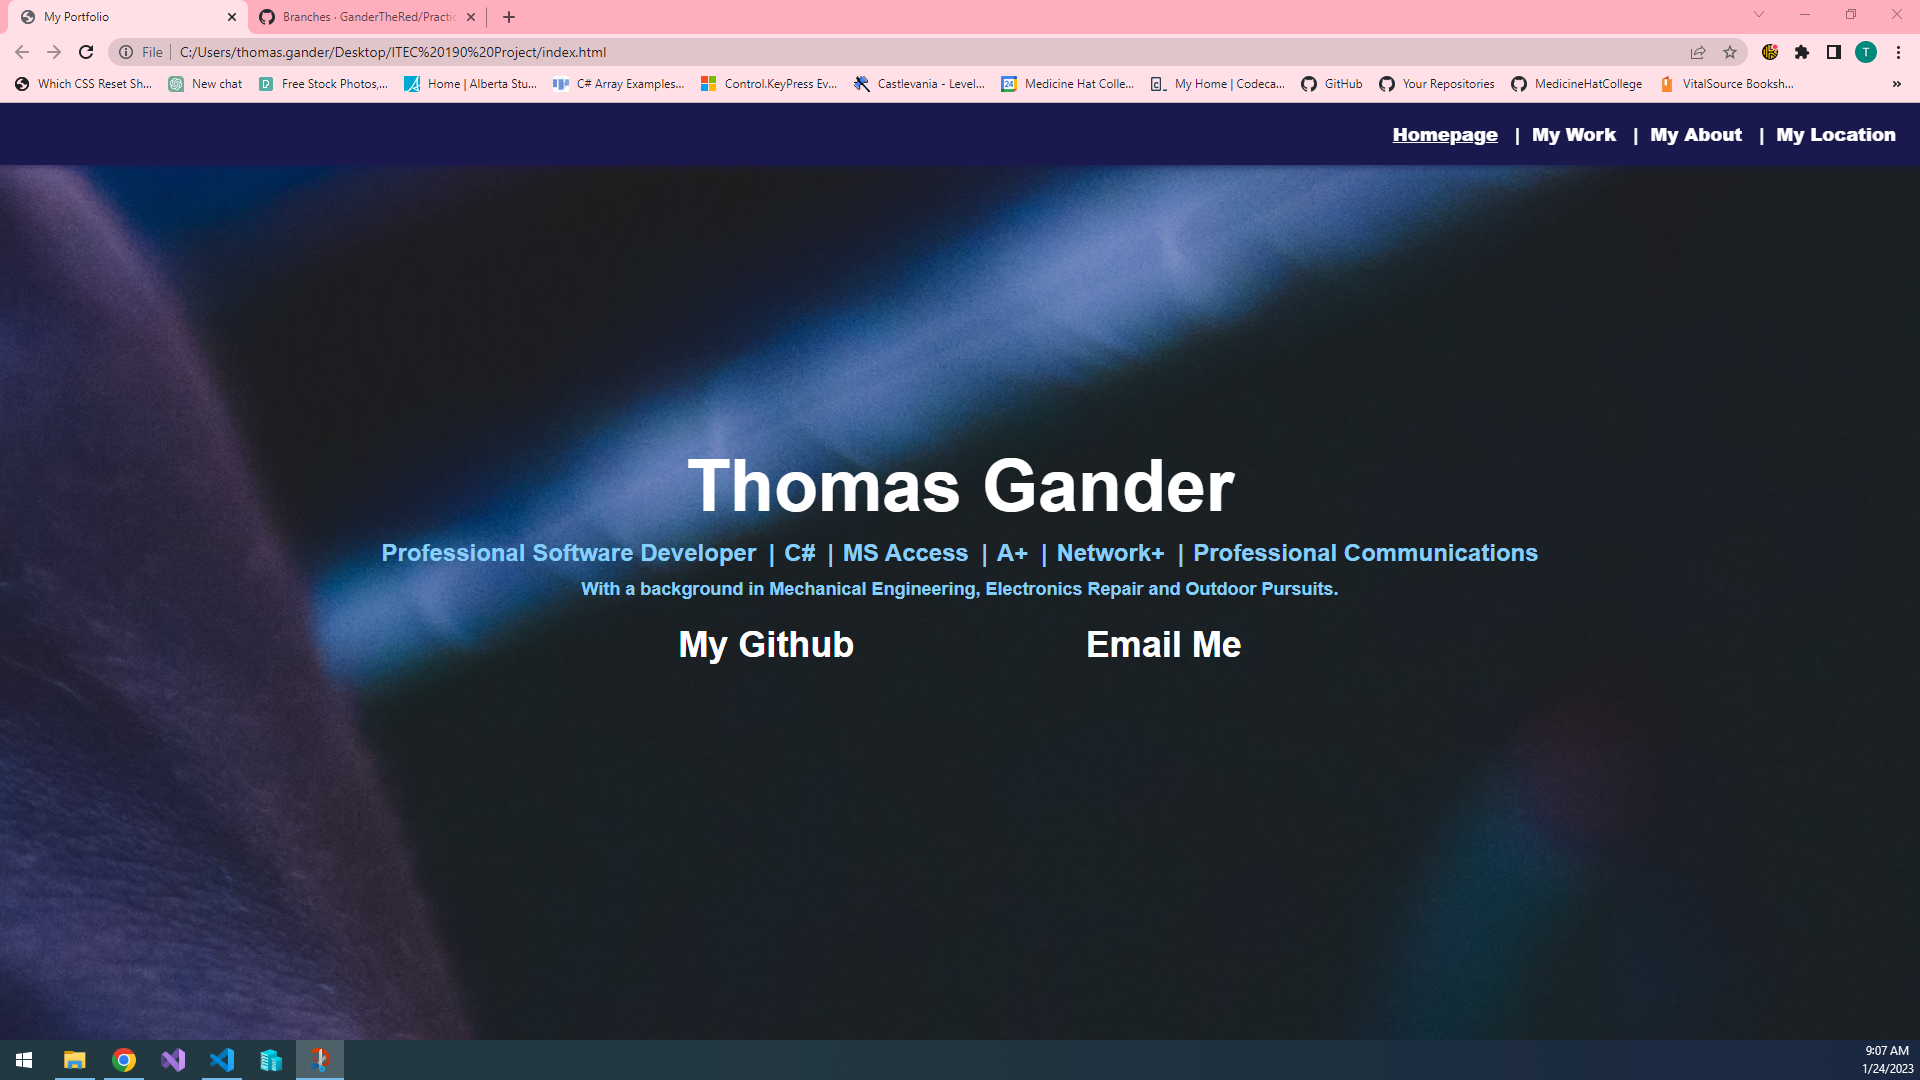 My Portfolio
Branches · GanderTheRed/Practic
File | C:/Users/thomas.gander/Desktop/ITEC%20190%20Project/index.html
T
Which CSS Reset Sh... New chat Free Stock Photos,... Home | Alberta Stu... C# Array Examples... Control.KeyPress Ev... Castlevania - Level... 24 Medicine Hat Colle... My Home | Codeca... GitHub Your Repositories MedicineHatCollege VitalSource Booksh... »
Homepage | My Work | My About | My Location
Thomas Gander
Professional Software Developer | C# | MS Access | A+ | Network+ | Professional Communications
With a background in Mechanical Engineering, Electronics Repair and Outdoor Pursuits.
My Github Email Me
9:07 AM
1/24/2023